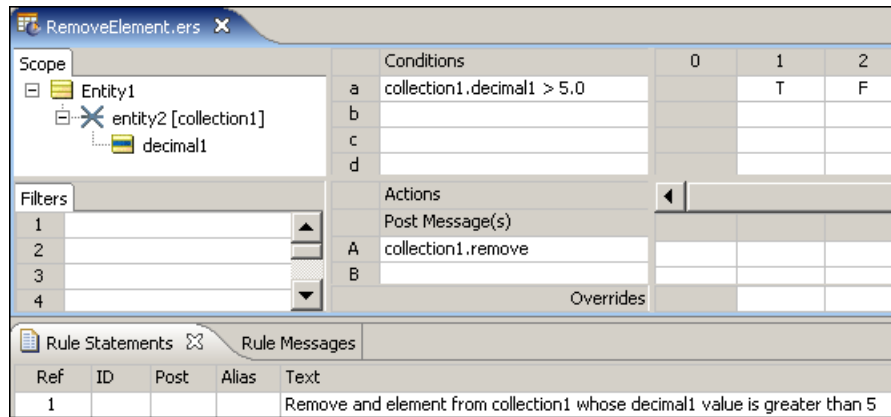 RemoveElement.ers
Scope
Entity1
entity2 [collection1]
decimal1
Conditions 0 1 2
a collection1.decimal1 > 5.0 T F
b
c
d
Filters
1
2
3
4
Actions
Post Message(s)
A collection1.remove
B
Overrides
Rule Statements Rule Messages
Ref ID Post Alias Text
1 Remove and element from collection1 whose decimal1 value is greater than 5